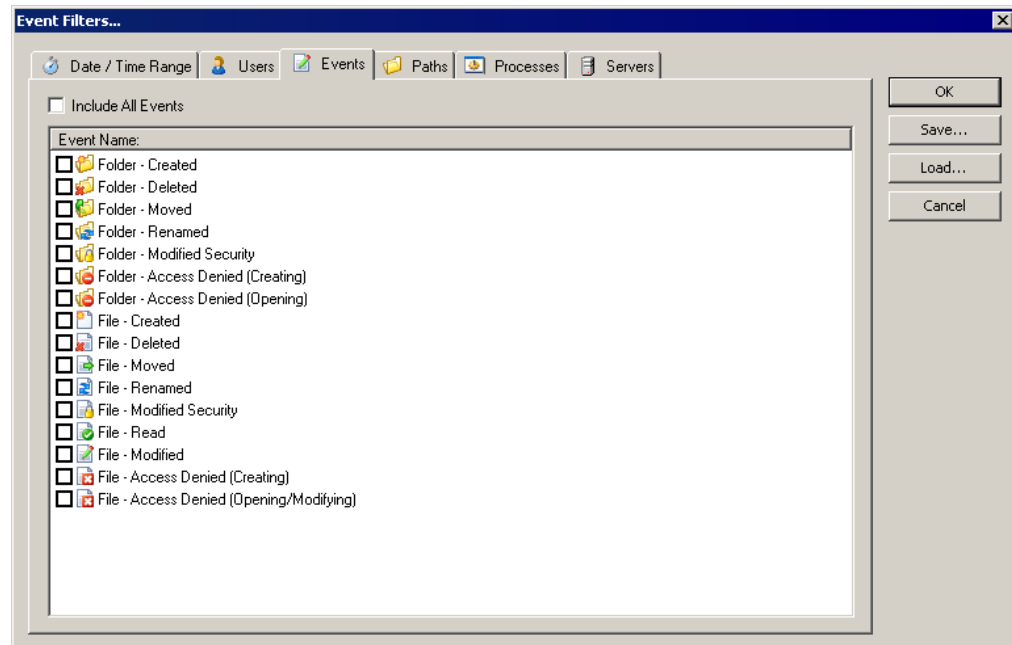 Event Filters...
Date / Time Range Users Events Paths Processes Servers
Include All Events
Event Name:
Folder - Created
Folder - Deleted
Folder - Moved
Folder - Renamed
Folder - Modified Security
Folder - Access Denied (Creating)
Folder - Access Denied (Opening)
File - Created
File - Deleted
File - Moved
File - Renamed
File - Modified Security
File - Read
File - Modified
File - Access Denied (Creating)
File - Access Denied (Opening/Modifying)
OK
Save...
Load...
Cancel